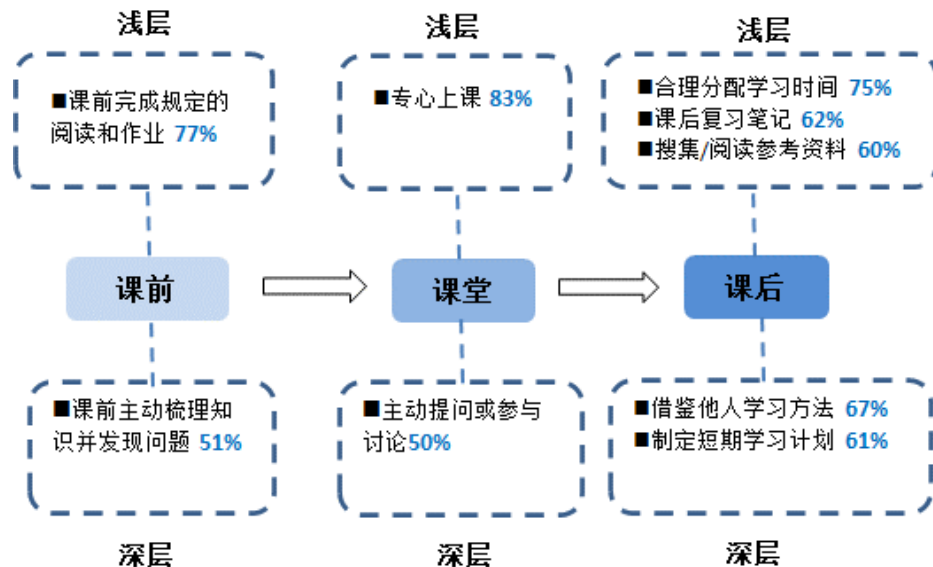 浅层
浅层
浅层
■课前完成规定的
阅读和作业 77%
■专心上课 83%
■合理分配学习时间 75%
■课后复习笔记 62%
■搜集/阅读参考资料 60%
课前
课堂
课后
■课前主动梳理知
识并发现问题 51%
■主动提问或参与
讨论50%
■借鉴他人学习方法 67%
■制定短期学习计划 61%
深层
深层
深层